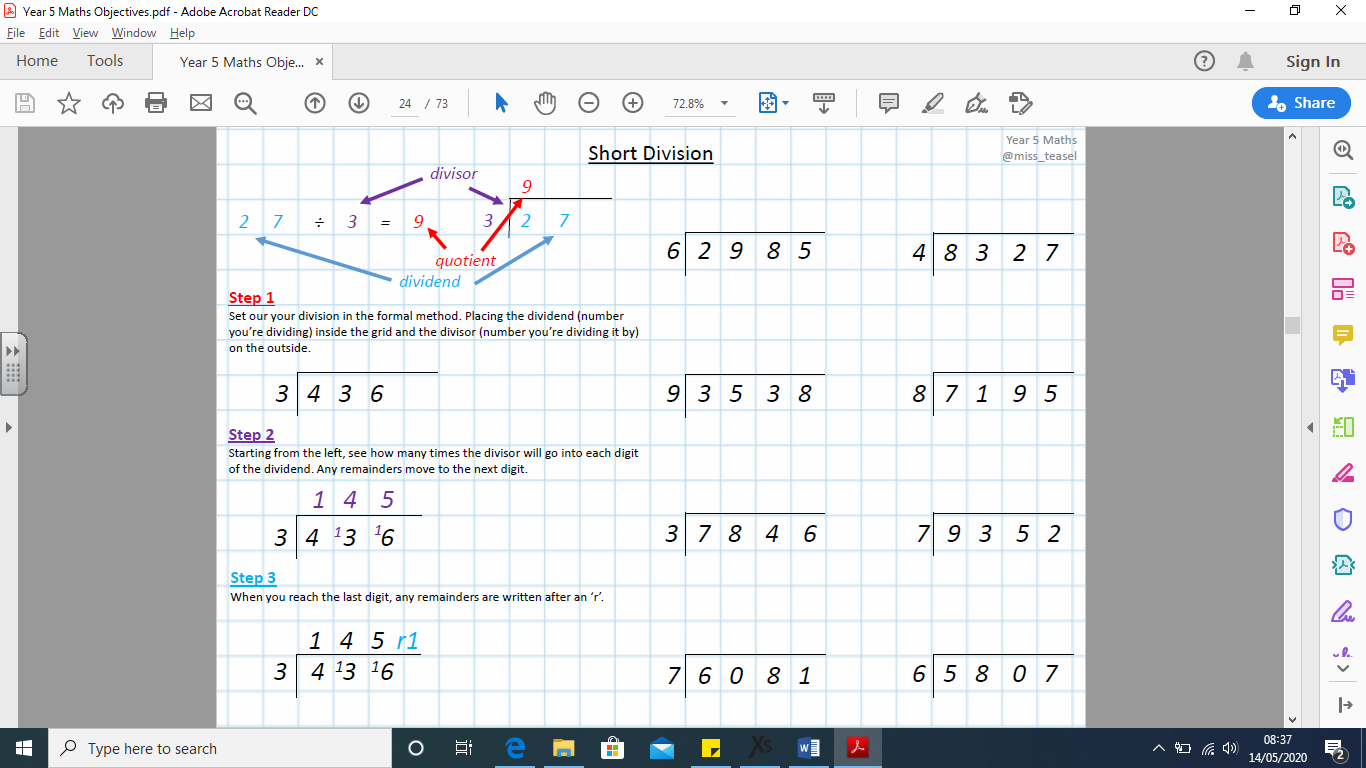 Year 5 Maths Objectives.pdf - Adobe Acrobat Reader DC
File Edit View Window Help
Home Tools Year 5 Maths Obje... × ? Sign In
24 / 73 72.8% Share
Year 5 Maths
@miss_teasel
Short Division
divisor
9
2 7 ÷ 3 = 9 3 2 7
quotient
dividend
6 2 9 8 5 4 8 3 2 7
Step 1
Set our your division in the formal method. Placing the dividend (number
you’re dividing) inside the grid and the divisor (number you’re dividing it by)
on the outside.
3 4 3 6 9 3 5 3 8 8 7 1 9 5
Step 2
Starting from the left, see how many times the divisor will go into each digit
of the dividend. Any remainders move to the next digit.
1 4 5
3 4 ¹3 ¹6 3 7 8 4 6 7 9 3 5 2
Step 3
When you reach the last digit, any remainders are written after an ‘r’.
1 4 5 r1
3 4 ¹3 ¹6 7 6 0 8 1 6 5 8 0 7
Type here to search
08:37
14/05/2020
2